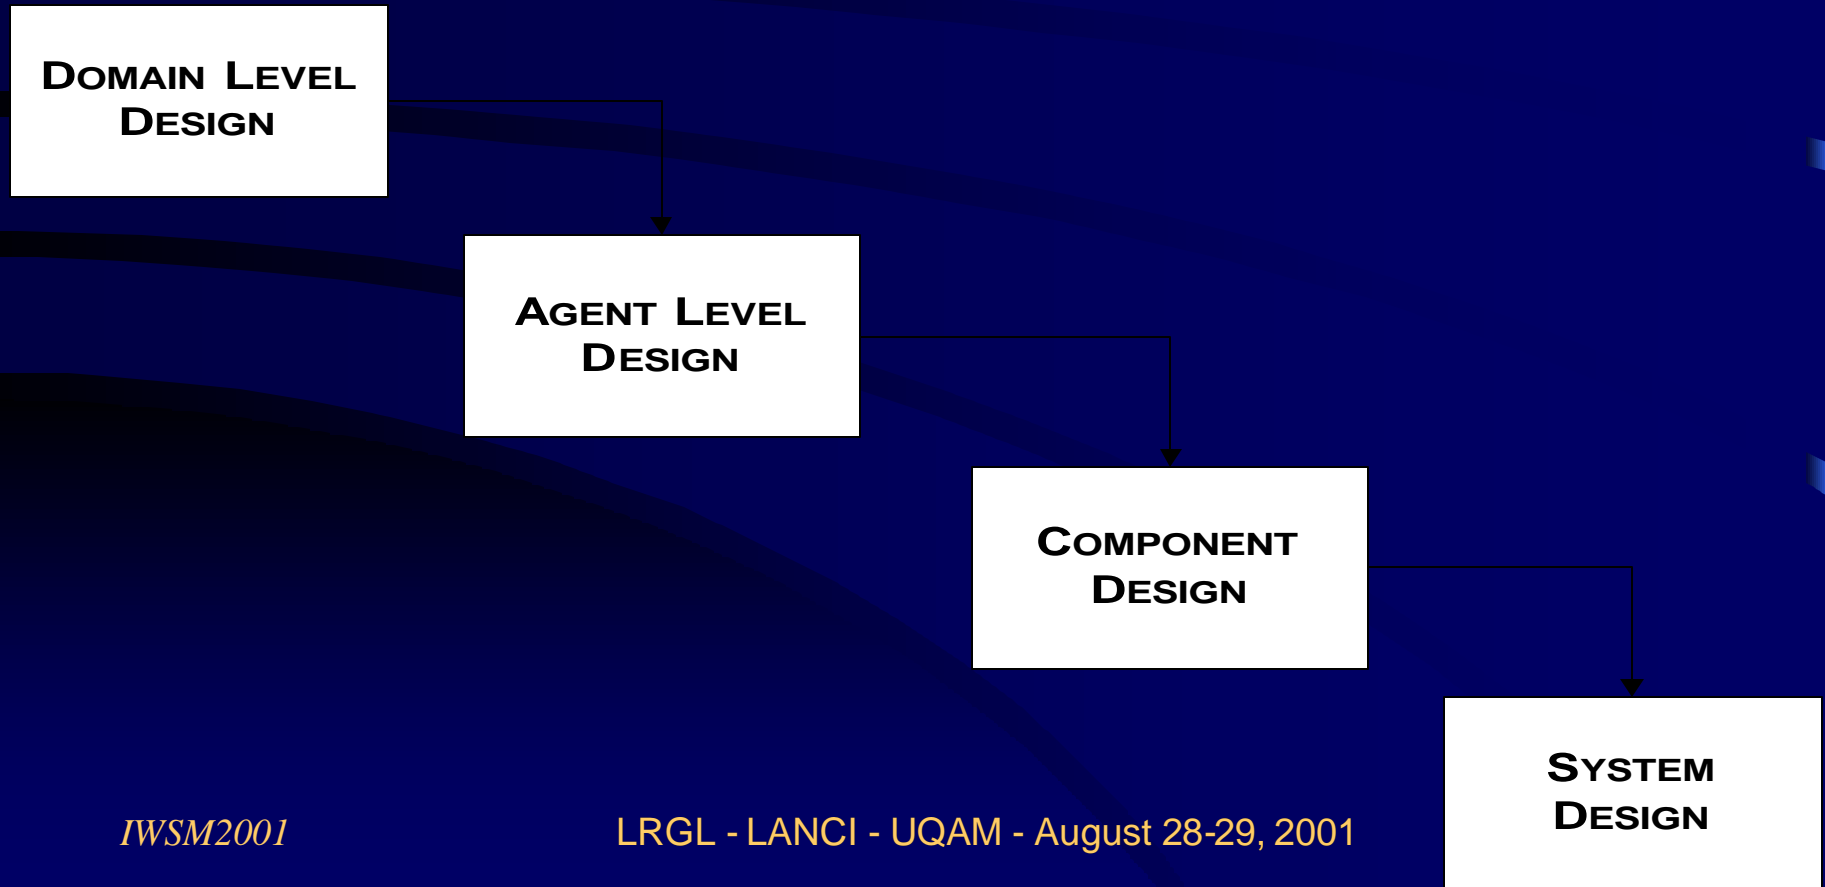 DOMAIN LEVEL
DESIGN
AGENT LEVEL
DESIGN
COMPONENT
DESIGN
SYSTEM
DESIGN
IWSM2001
LRGL - LANCI - UQAM - August 28-29, 2001